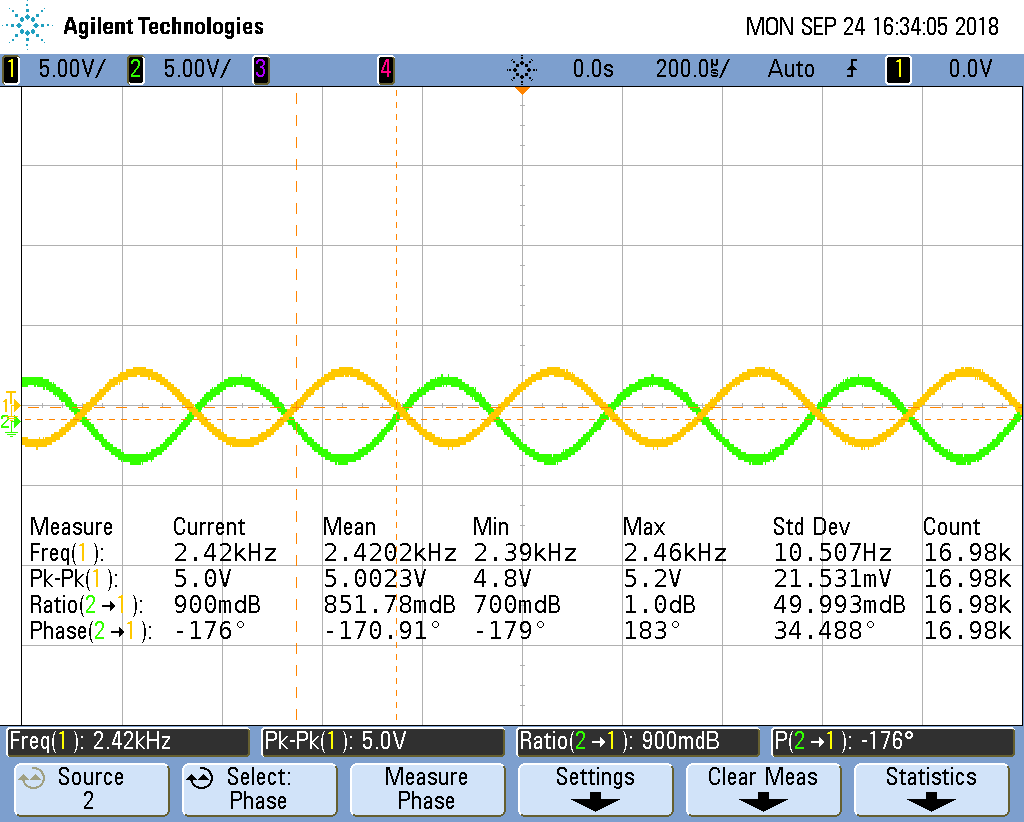 Agilent Technologies MON SEP 24 16:34:05 2018
1 5.00V/ 2 5.00V/ 3 4 0.0s 200.0µs/ Auto 1 0.0V
T
1
2
Measure Current Mean Min Max Std Dev Count
Freq(1): 2.42kHz 2.4202kHz 2.39kHz 2.46kHz 10.507Hz 16.98k
Pk-Pk(1): 5.0V 5.0023V 4.8V 5.2V 21.531mV 16.98k
Ratio(2→1): 900mdB 851.78mdB 700mdB 1.0dB 49.993mdB 16.98k
Phase(2→1): -176° -170.91° -179° 183° 34.488° 16.98k
Freq(1): 2.42kHz Pk-Pk(1): 5.0V Ratio(2→1): 900mdB P(2→1): -176°
Source Select: Measure Settings Clear Meas Statistics
2 Phase Phase